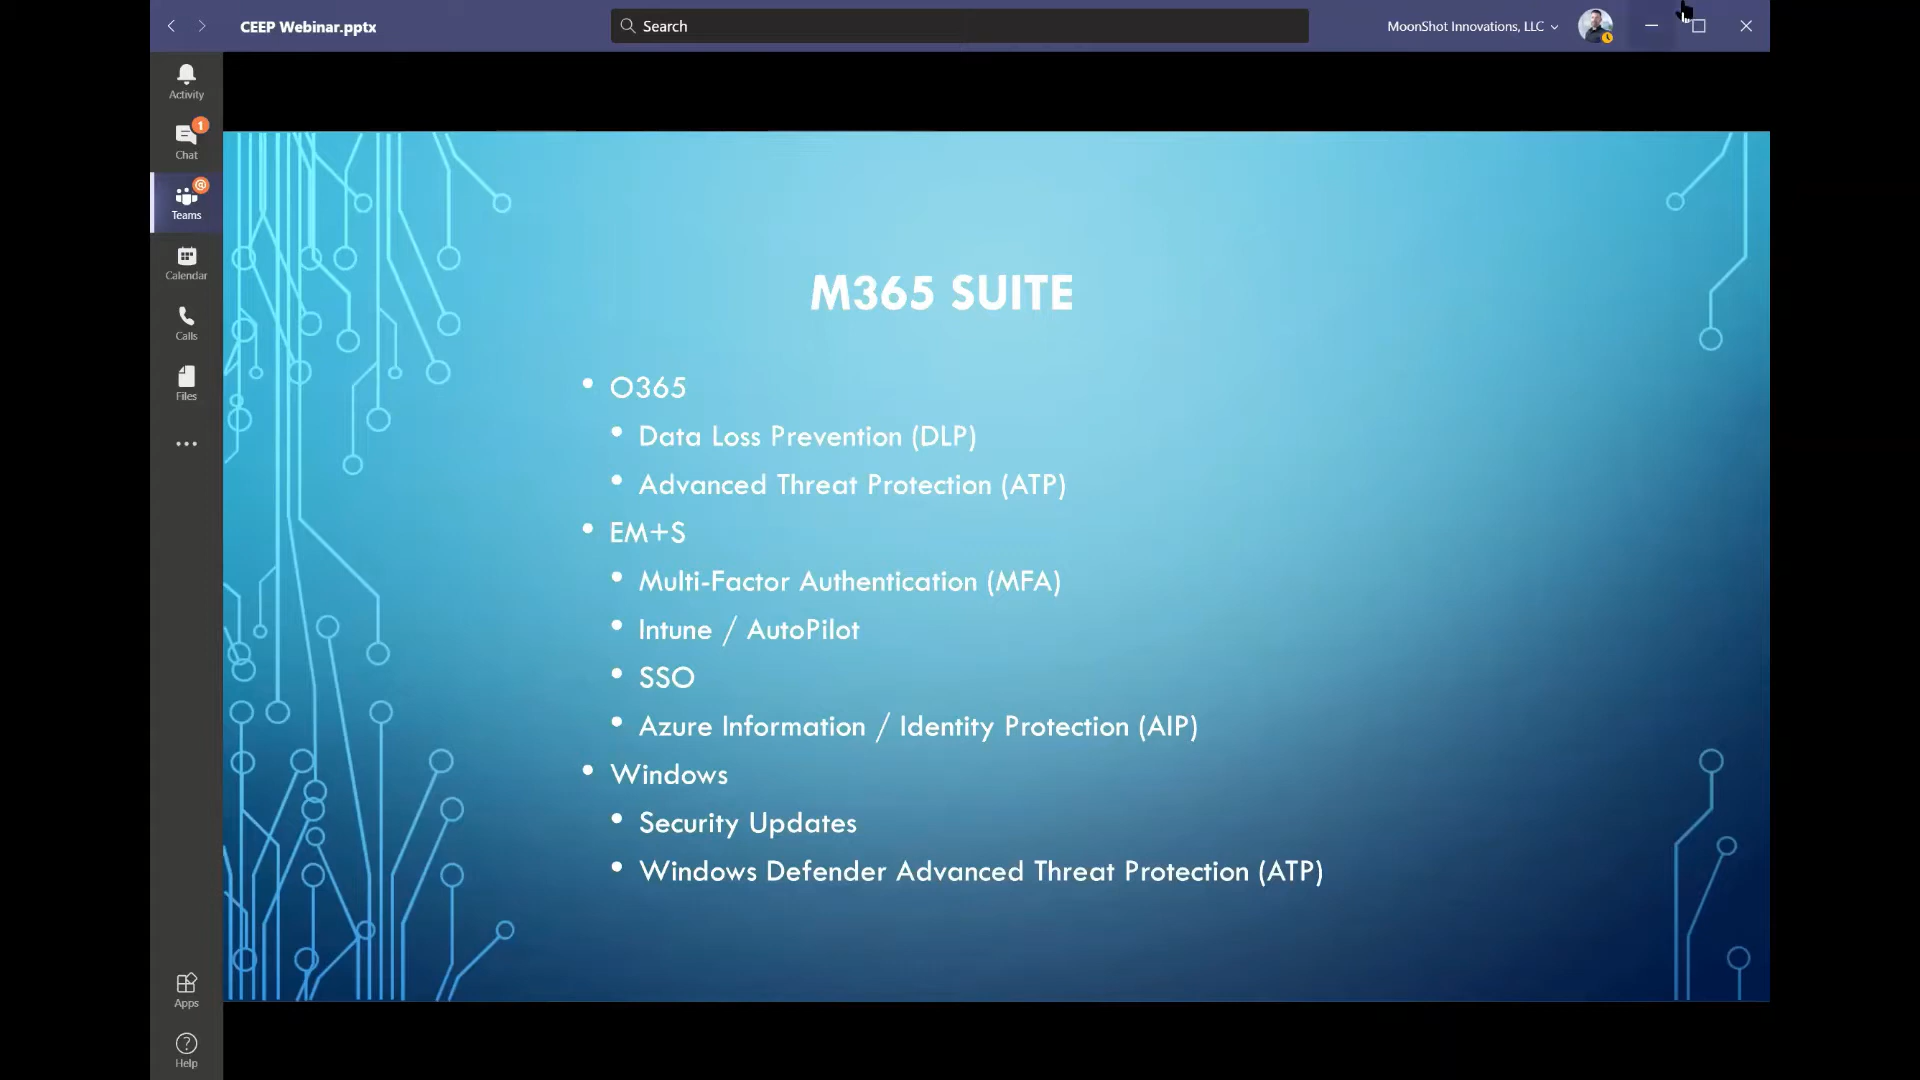 CEEP Webinar.pptx
Search
MoonShot Innovations, LLC
Activity
1
Chat
@
Teams
Calendar
Calls
Files
Apps
Help
M365 SUITE
• O365
• Data Loss Prevention (DLP)
• Advanced Threat Protection (ATP)
• EM+S
• Multi-Factor Authentication (MFA)
• Intune / AutoPilot
• SSO
• Azure Information / Identity Protection (AIP)
• Windows
• Security Updates
• Windows Defender Advanced Threat Protection (ATP)